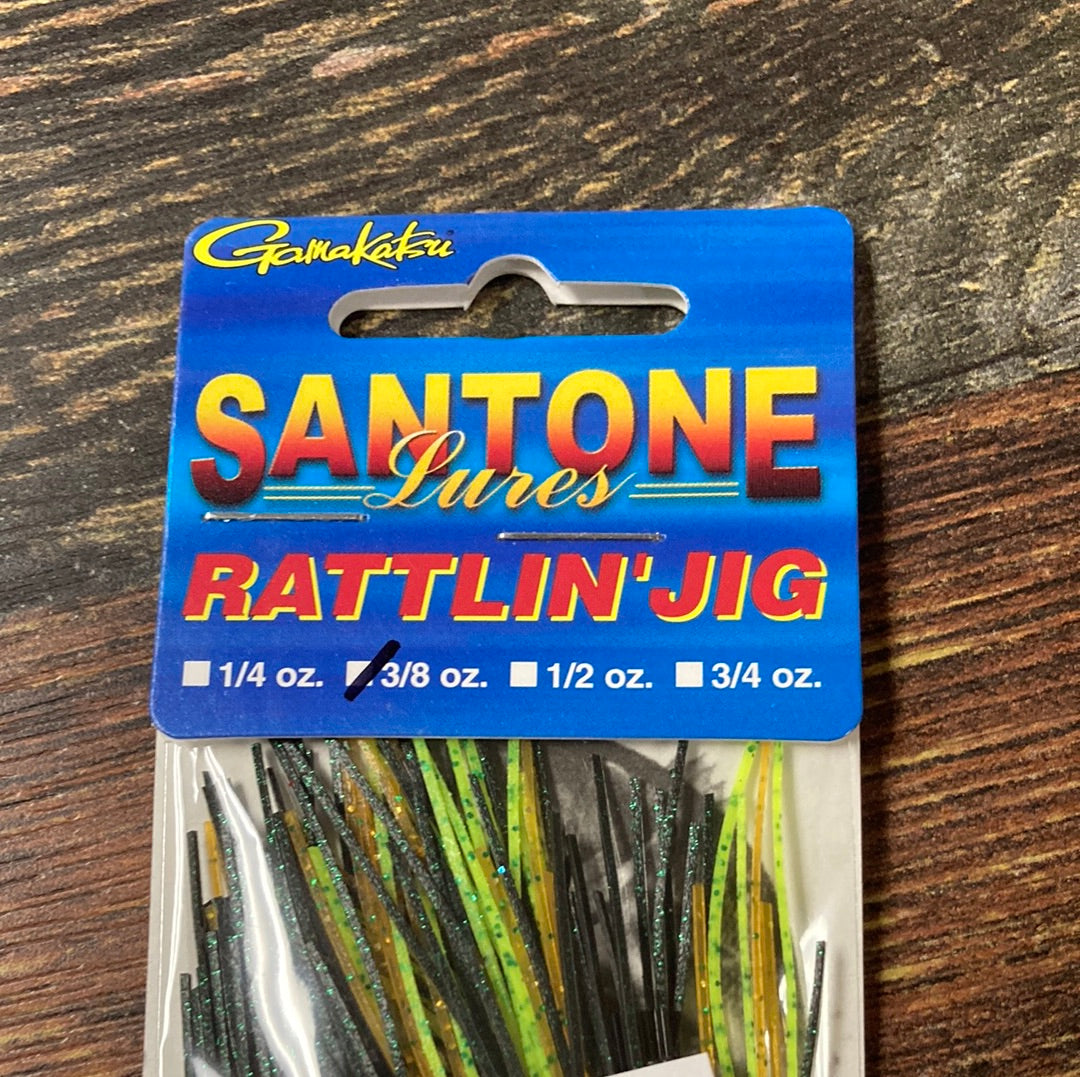 Gamakatsu
SANTONE
Lures
RATTLIN' JIG
1/4 oz. 3/8 oz. 1/2 oz. 3/4 oz.